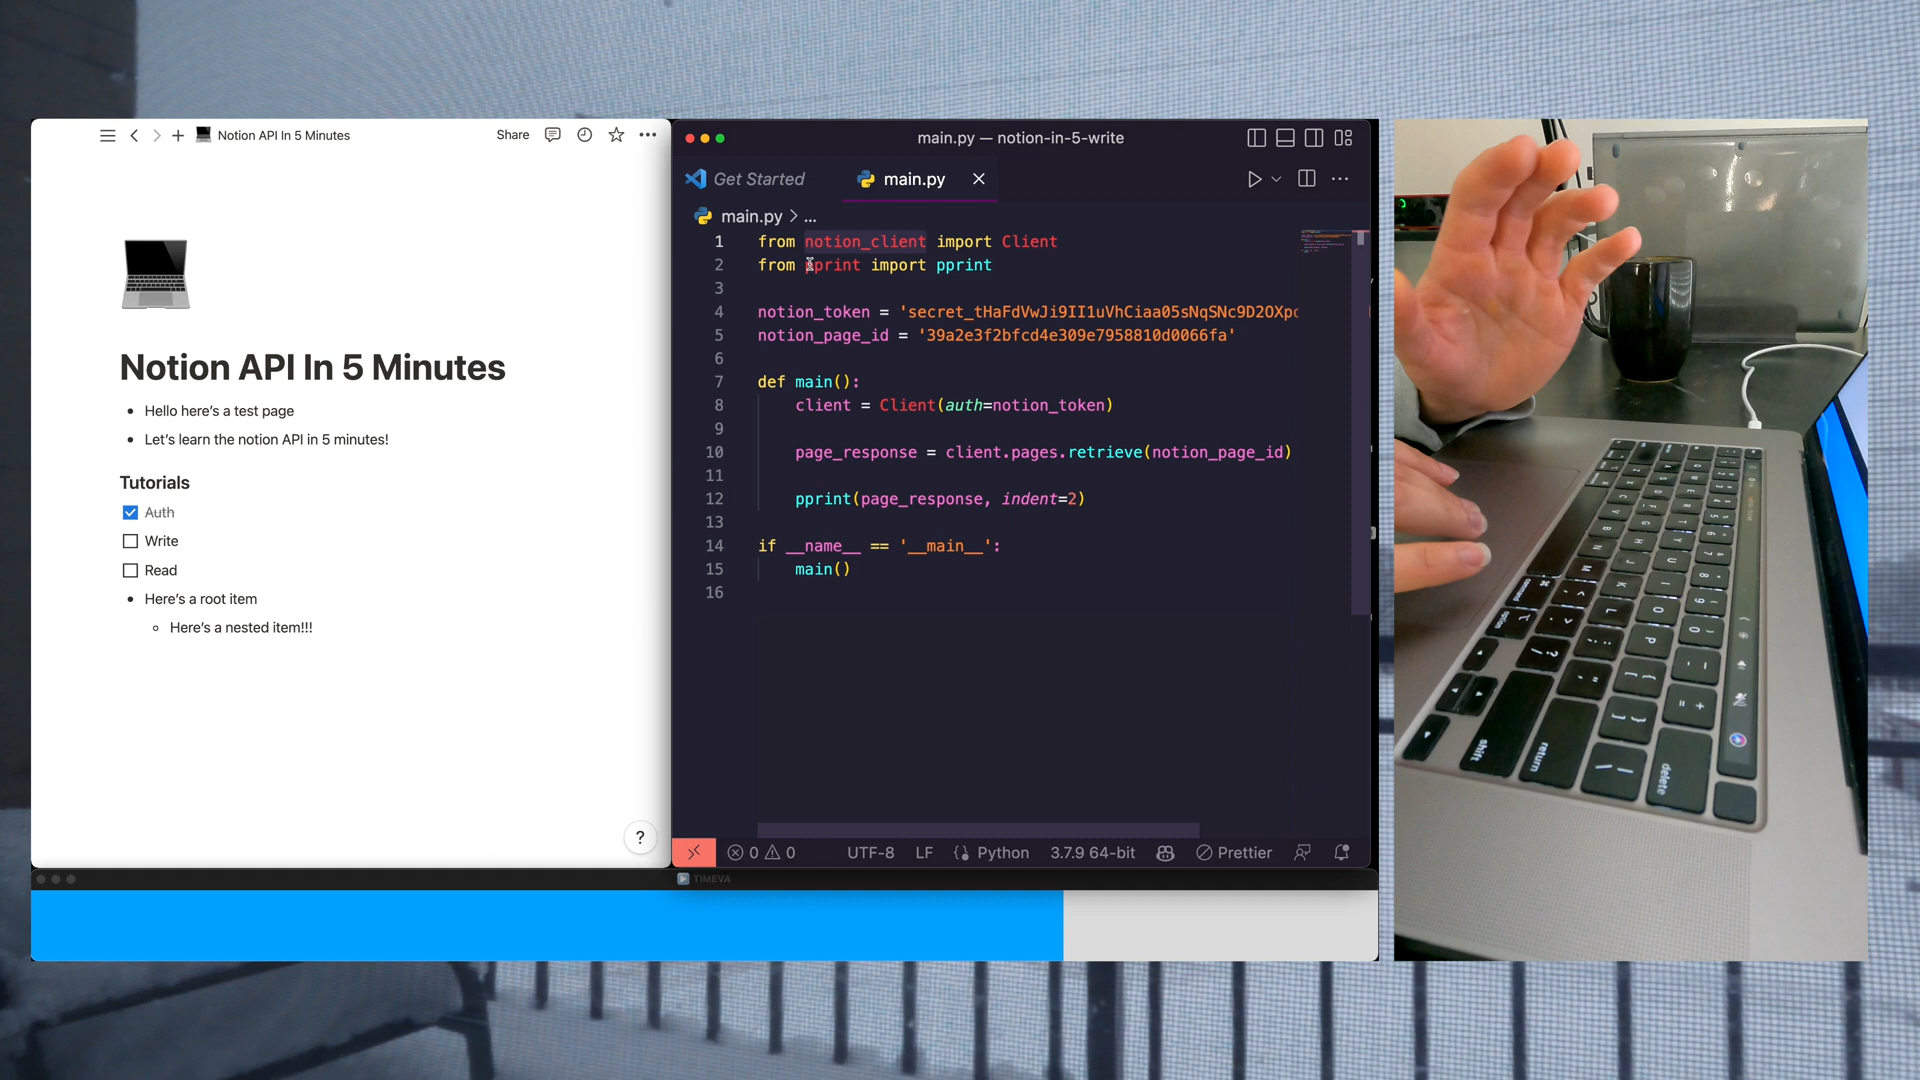 Notion API In 5 Minutes
Share
Notion API In 5 Minutes
Hello here's a test page
Let's learn the notion API in 5 minutes!
Tutorials
Auth
Write
Read
Here's a root item
Here's a nested item!!!
?
main.py — notion-in-5-write
Get Started
main.py
main.py > ...
1 from notion_client import Client
2 from pprint import pprint
3
4 notion_token = 'secret_tHaFdVwJi9II1uVhCiaa05sNqSNc9D2OXp
5 notion_page_id = '39a2e3f2bfcd4e309e7958810d0066fa'
6
7 def main():
8 client = Client(auth=notion_token)
9
10 page_response = client.pages.retrieve(notion_page_id)
11
12 pprint(page_response, indent=2)
13
14 if __name__ == '__main__':
15 main()
16
0 0 UTF-8 LF Python 3.7.9 64-bit Prettier
TIMEVA
command
option
shift
return
delete